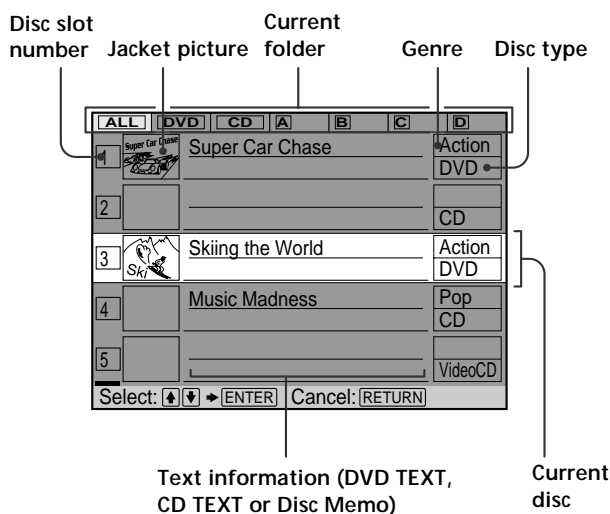 Disc slot number
Jacket picture
Current folder
Genre
Disc type
ALL DVD CD A B C D
1 Super Car Chase Super Car Chase Action
DVD
2
CD
3 Ski Skiing the World Action
DVD
4 Music Madness Pop
CD
5
VideoCD
Select: ENTER Cancel: RETURN
Text information (DVD TEXT,
CD TEXT or Disc Memo)
Current
disc